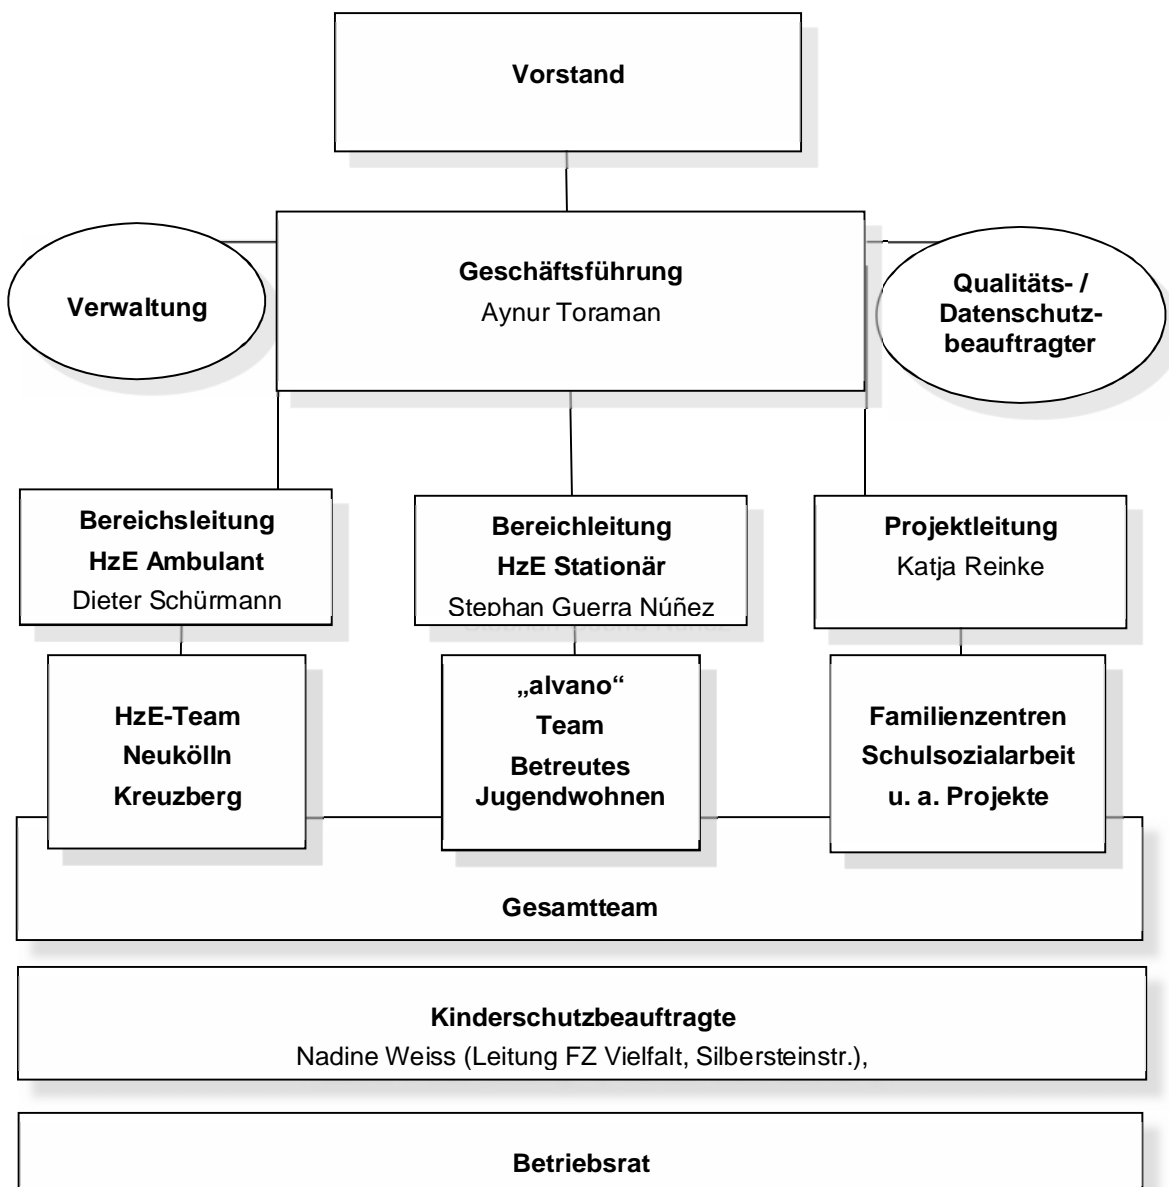 Vorstand
Geschäftsführung
Aynur Toraman
Verwaltung
Qualitäts- /
Datenschutz-
beauftragter
Bereichsleitung
HzE Ambulant
Dieter Schürmann
Bereichleitung
HzE Stationär
Stephan Guerra Núñez
Projektleitung
Katja Reinke
HzE-Team
Neukölln
Kreuzberg
„alvano“
Team
Betreutes
Jugendwohnen
Familienzentren
Schulsozialarbeit
u. a. Projekte
Gesamtteam
Kinderschutzbeauftragte
Nadine Weiss (Leitung FZ Vielfalt, Silbersteinstr.),
Betriebsrat